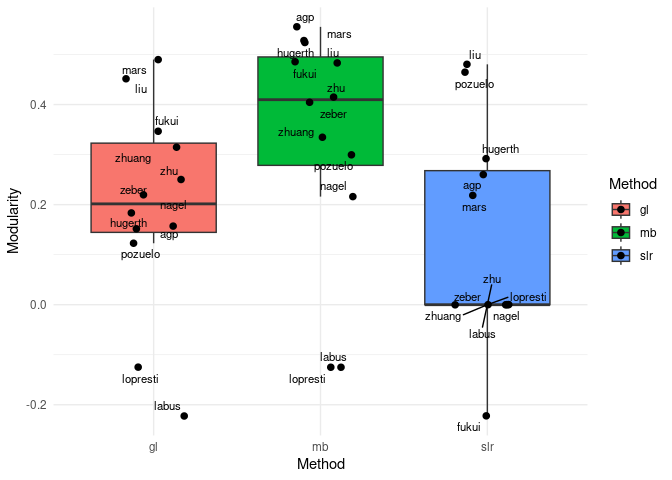 agp
mars
hugerth
liu
fukui
zhu
zeber
zhuang
pozuelo
nagel
labus
lopresti
mars
liu
fukui
zhuang
zhu
zeber
nagel
hugerth
agp
pozuelo
lopresti
labus
liu
pozuelo
hugerth
agp
mars
zhu
zeber
lopresti
zhuang
nagel
labus
fukui
0.4
0.2
0.0
-0.2
Modularity
gl
mb
slr
Method
Method
gl
mb
slr